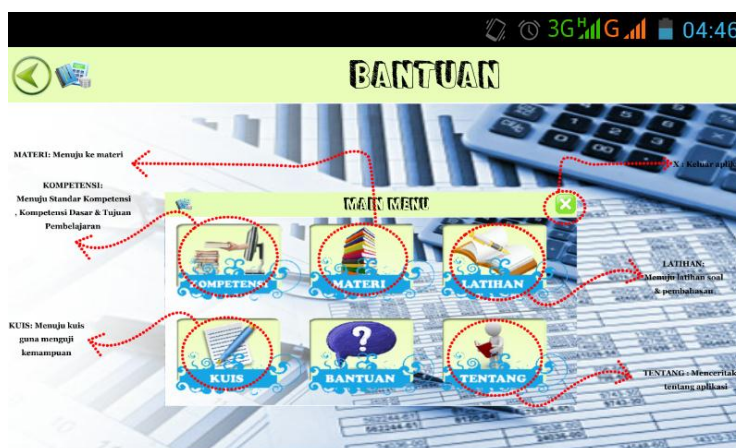 3G H G 04:46
BANTUAN
MATERI: Menuju ke materi
X : Keluar aplik
KOMPETENSI:
Menuju Standar Kompetensi
, Kompetensi Dasar & Tujuan
Pembelajaran
MAIN MENU
X
KOMPETENSI
MATERI
LATIHAN
LATIHAN:
Menuju latihan soal
& pembahasan
KUIS: Menuju kuis
guna menguji
kemampuan
?
KUIS
BANTUAN
TENTANG
TENTANG : Menceritak
tentang aplikasi